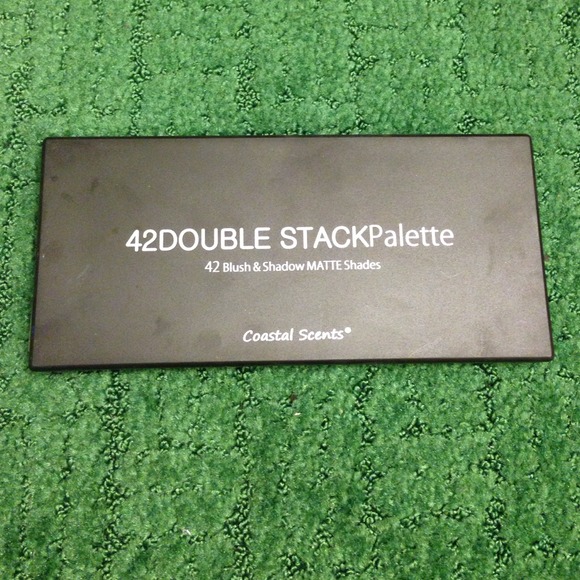 42DOUBLE STACKPalette
42 Blush & Shadow MATTE Shades
Coastal Scents®